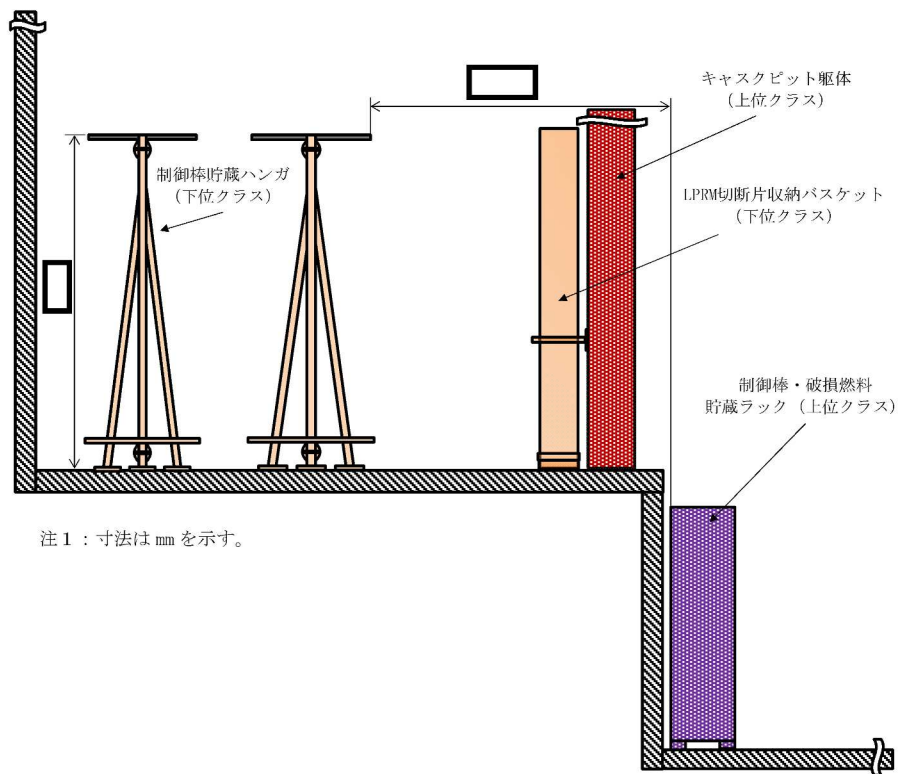 キャスクピット躯体
（上位クラス）
制御棒貯蔵ハンガ
（下位クラス）
LPRM切断片収納バスケット
（下位クラス）
制御棒・破損燃料
貯蔵ラック（上位クラス）
注１：寸法は mm を示す。